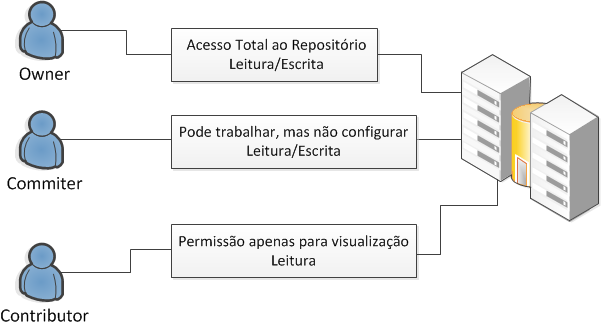 Owner
Acesso Total ao Repositório
Leitura/Escrita
Commiter
Pode trabalhar, mas não configurar
Leitura/Escrita
Contributor
Permissão apenas para visualização
Leitura